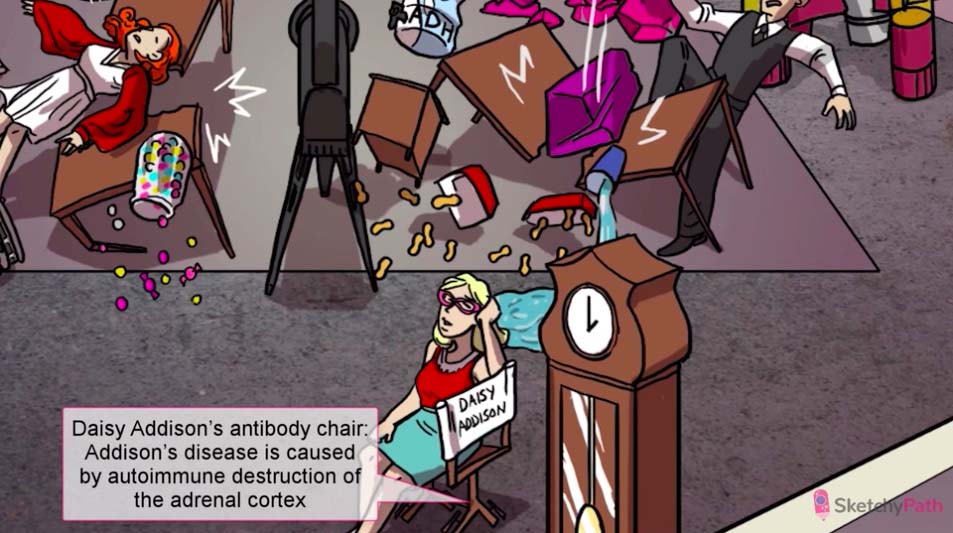 ADH
DAISY
ADDISON
Daisy Addison's antibody chair:
Addison's disease is caused
by autoimmune destruction of
the adrenal cortex
SketchyPath